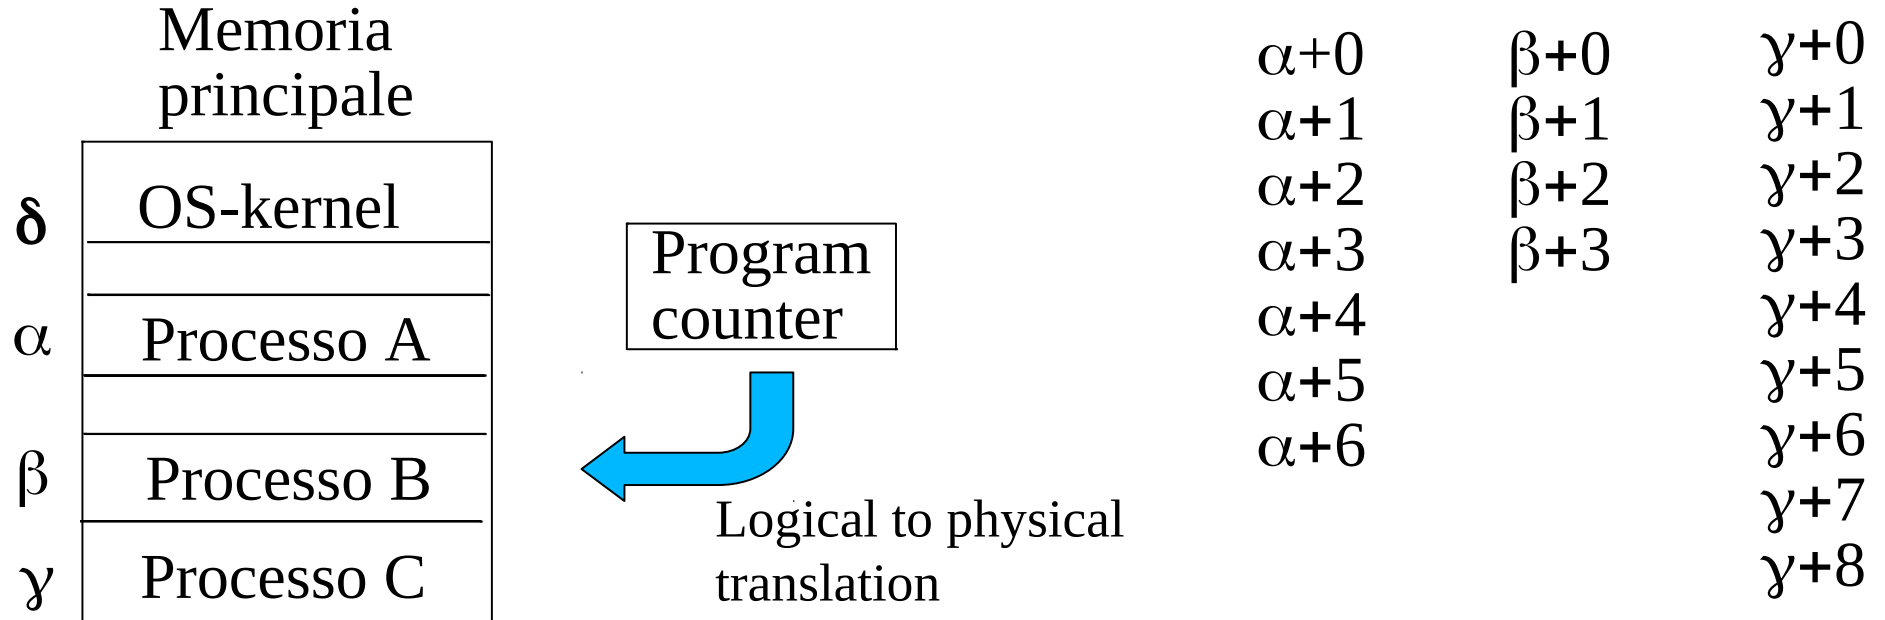 Memoria
principale
δ
OS-kernel
α
Processo A
β
Processo B
γ
Processo C
Program
counter
Logical to physical
translation
α+0
α+1
α+2
α+3
α+4
α+5
α+6
β+0
β+1
β+2
β+3
γ+0
γ+1
γ+2
γ+3
γ+4
γ+5
γ+6
γ+7
γ+8